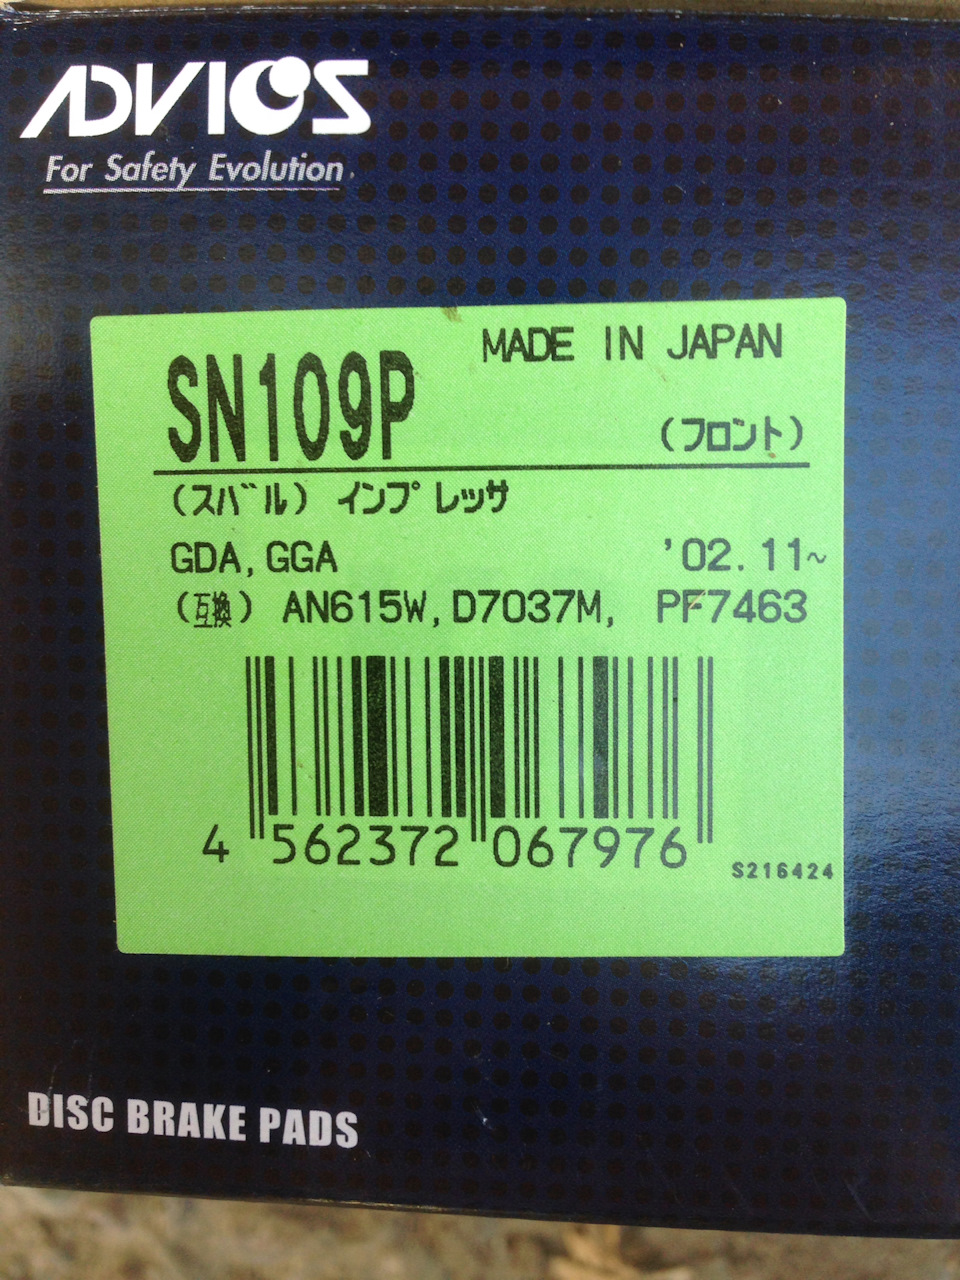 ADVICS
For Safety Evolution
MADE IN JAPAN
SN109P
(フロント)
(スバル) インプレッサ
GDA, GGA '02.11~
(互換) AN615W, D7037M, PF7463
4 562372 067976
S216424
DISC BRAKE PADS